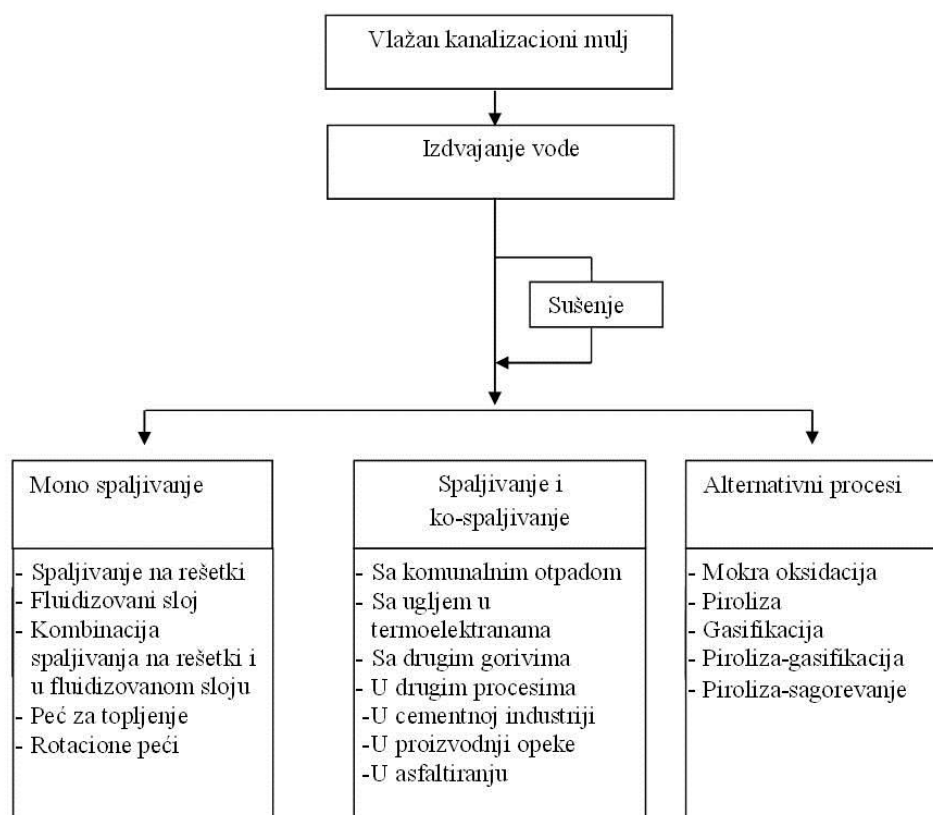 Vlažan kanalizacioni mulj
Izdvajanje vode
Sušenje
Mono spaljivanje
- Spaljivanje na rešetki
- Fluidizovani sloj
- Kombinacija
spaljivanja na rešetki i
u fluidizovanom sloju
- Peć za topljenje
- Rotacione peći
Spaljivanje i
ko-spaljivanje
- Sa komunalnim otpadom
- Sa ugljem u
termoelektranama
- Sa drugim gorivima
- U drugim procesima
-U cementnoj industriji
-U proizvodnji opeke
-U asfaltiranju
Alternativni procesi
- Mokra oksidacija
- Piroliza
- Gasifikacija
- Piroliza-gasifikacija
- Piroliza-sagorevanje